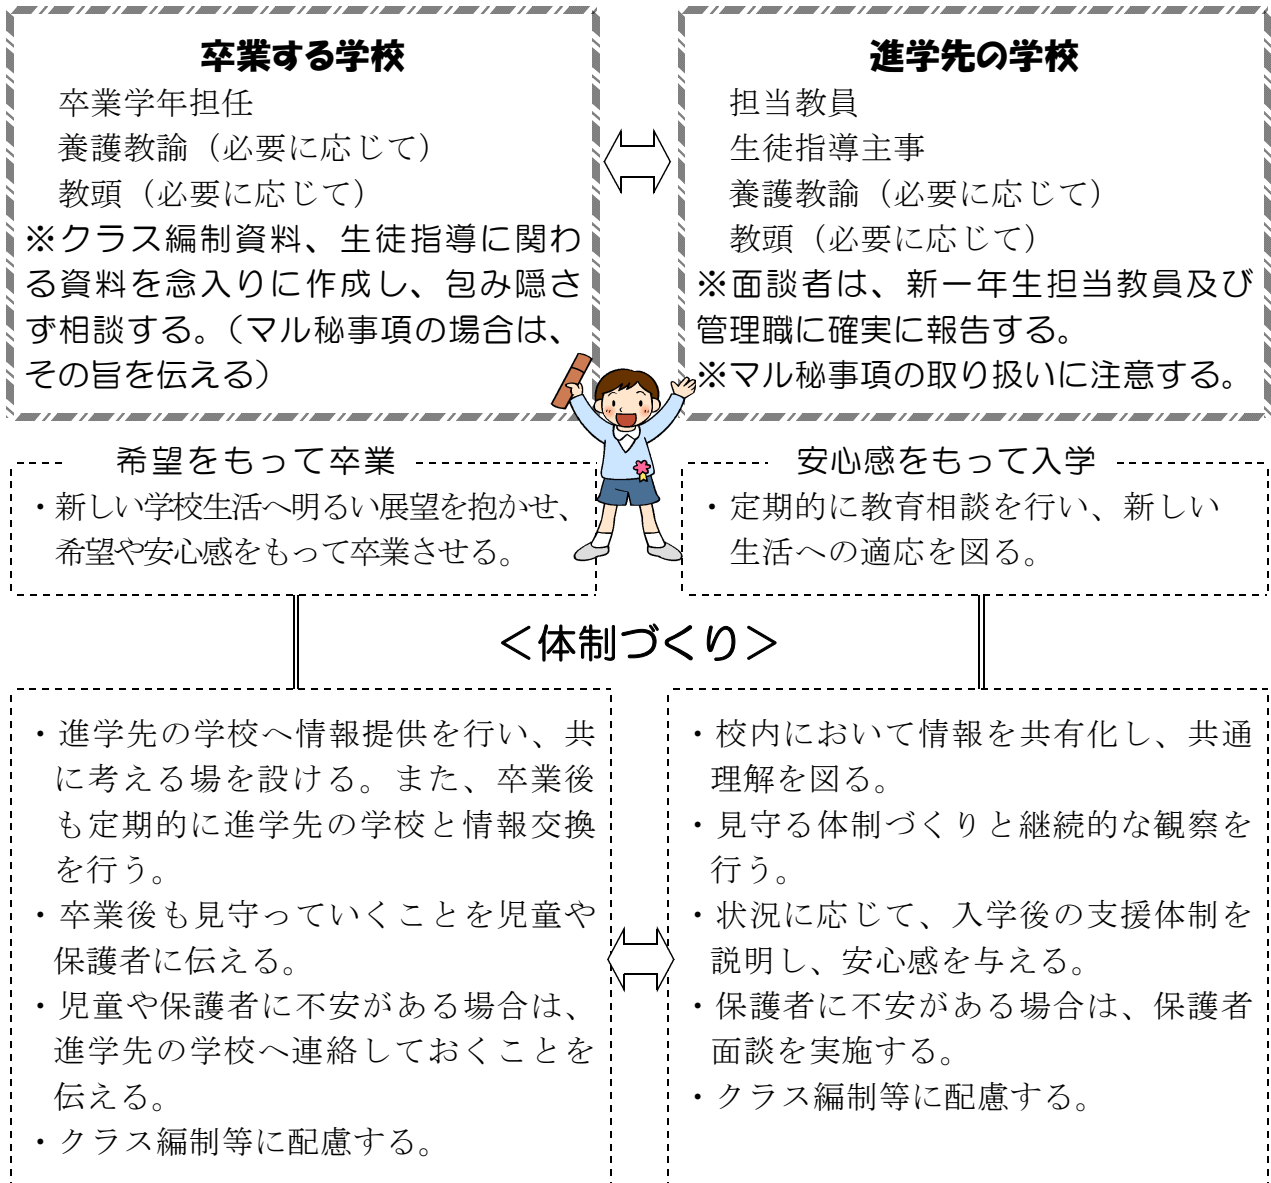 卒業する学校
卒業学年担任
養護教諭（必要に応じて）
教頭（必要に応じて）
※クラス編制資料、生徒指導に関わ
る資料を念入りに作成し、包み隠さ
ず相談する。（マル秘事項の場合は、
その旨を伝える）
進学先の学校
担当教員
生徒指導主事
養護教諭（必要に応じて）
教頭（必要に応じて）
※面談者は、新一年生担当教員及び
管理職に確実に報告する。
※マル秘事項の取り扱いに注意する。
希望をもって卒業
・新しい学校生活へ明るい展望を抱かせ、
希望や安心感をもって卒業させる。
安心感をもって入学
・定期的に教育相談を行い、新しい
生活への適応を図る。
＜体制づくり＞
・進学先の学校へ情報提供を行い、共
に考える場を設ける。また、卒業後
も定期的に進学先の学校と情報交換
を行う。
・卒業後も見守っていくことを児童や
保護者に伝える。
・児童や保護者に不安がある場合は、
進学先の学校へ連絡しておくことを
伝える。
・クラス編制等に配慮する。
・校内において情報を共有化し、共通
理解を図る。
・見守る体制づくりと継続的な観察を
行う。
・状況に応じて、入学後の支援体制を
説明し、安心感を与える。
・保護者に不安がある場合は、保護者
面談を実施する。
・クラス編制等に配慮する。